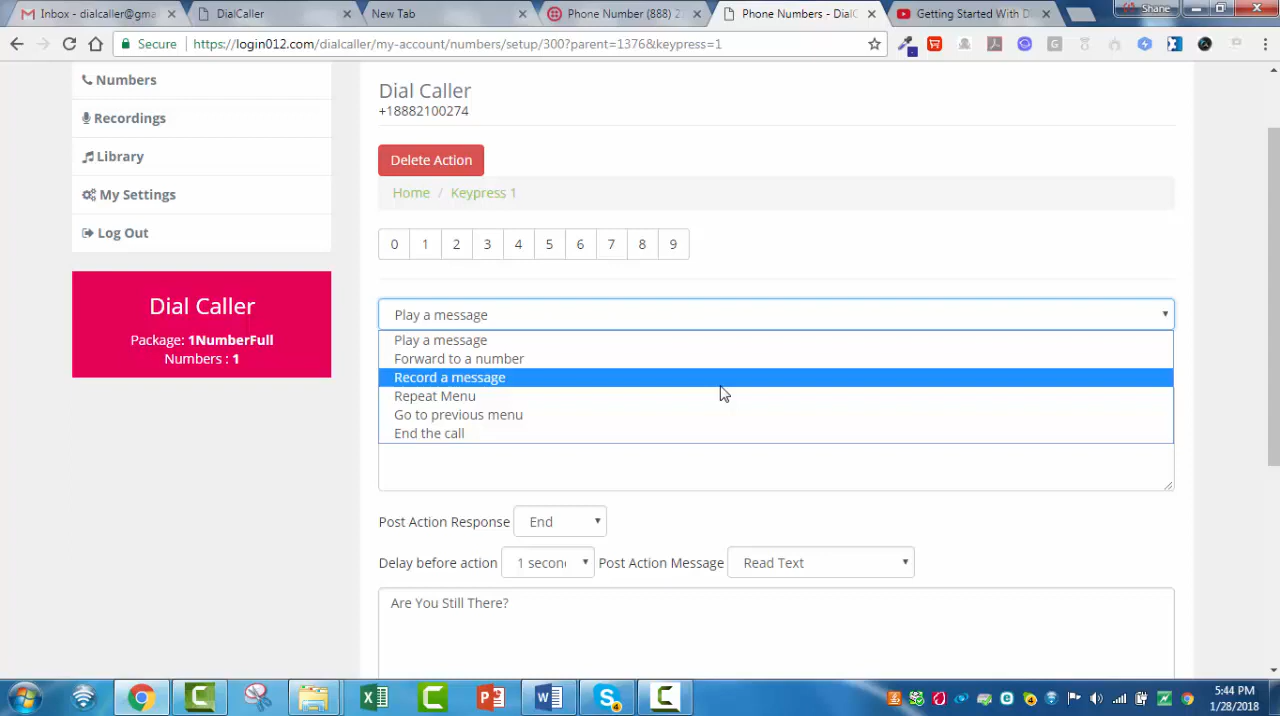 Inbox - dialcaller@gma
DialCaller
New Tab
Phone Number (888) 2
Phone Numbers - DialC
Getting Started With D
Shane
Secure
https://login012.com/dialcaller/my-account/numbers/setup/300?parent=1376&keypress=1
Numbers
Recordings
Library
My Settings
Log Out
Dial Caller
Package: 1NumberFull
Numbers : 1
Dial Caller
+18882100274
Delete Action
Home / Keypress 1
0 1 2 3 4 5 6 7 8 9
Play a message
Play a message
Forward to a number
Record a message
Repeat Menu
Go to previous menu
End the call
Post Action Response End
Delay before action 1 secon Post Action Message Read Text
Are You Still There?
5:44 PM
1/28/2018